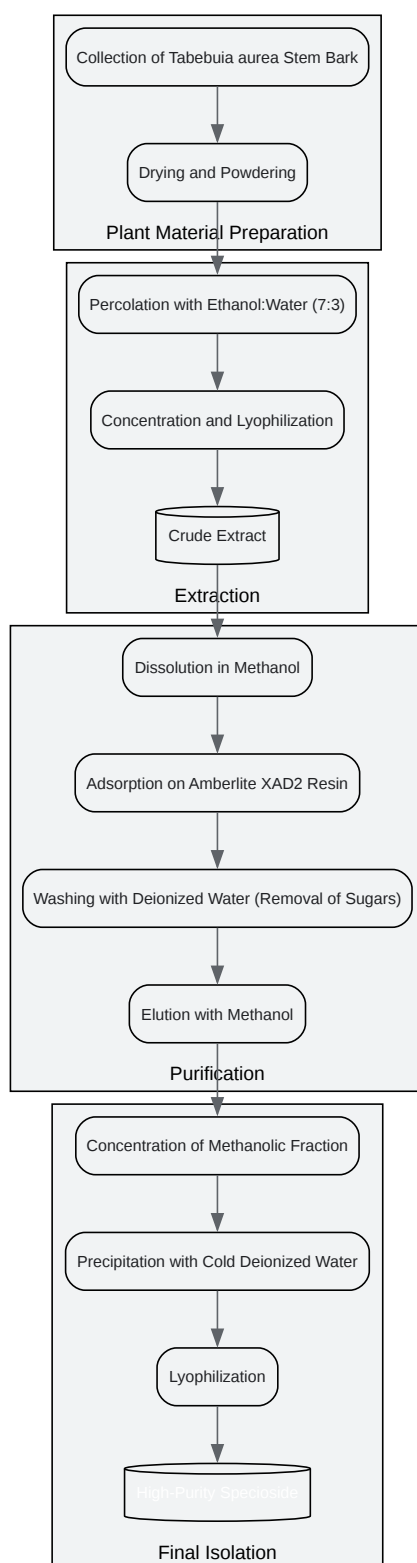 Collection of Tabebuia aurea Stem Bark
Drying and Powdering
Plant Material Preparation
Percolation with Ethanol:Water (7:3)
Concentration and Lyophilization
Crude Extract
Extraction
Dissolution in Methanol
Adsorption on Amberlite XAD2 Resin
Washing with Deionized Water (Removal of Sugars)
Elution with Methanol
Purification
Concentration of Methanolic Fraction
Precipitation with Cold Deionized Water
Lyophilization
High-Purity Specioside
Final Isolation